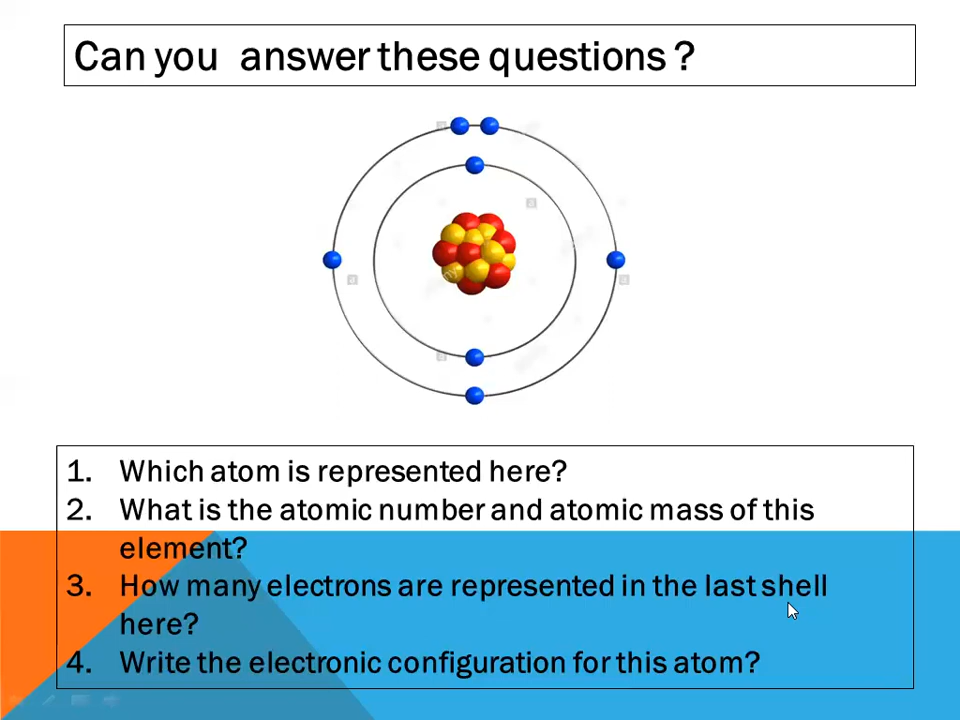 Can you answer these questions ?
1. Which atom is represented here?
2. What is the atomic number and atomic mass of this
element?
3. How many electrons are represented in the last shell
here?
4. Write the electronic configuration for this atom?